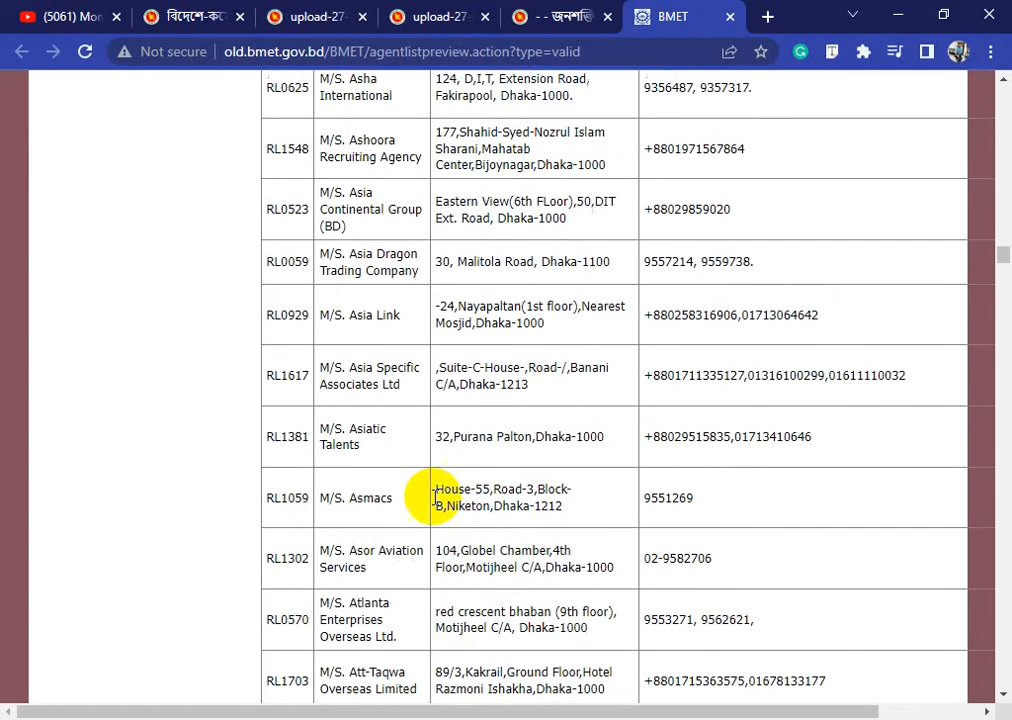 (5061) Mon
বিদেশে-ক
upload-27-
upload-27-
- - জনশক্তি
BMET
Not secure
old.bmet.gov.bd/BMET/agentlistpreview.action?type=valid
RL0625
M/S. Asha
International
124, D,I,T, Extension Road,
Fakirapool, Dhaka-1000.
9356487, 9357317.
RL1548
M/S. Ashoora
Recruiting Agency
177,Shahid-Syed-Nozrul Islam
Sharani,Mahatab
Center,Bijoynagar,Dhaka-1000
+8801971567864
RL0523
M/S. Asia
Continental Group
(BD)
Eastern View(6th FLoor),50,DIT
Ext. Road, Dhaka-1000
+88029859020
RL0059
M/S. Asia Dragon
Trading Company
30, Malitola Road, Dhaka-1100
9557214, 9559738.
RL0929
M/S. Asia Link
-24,Nayapaltan(1st floor),Nearest
Mosjid,Dhaka-1000
+880258316906,01713064642
RL1617
M/S. Asia Specific
Associates Ltd
,Suite-C-House-,Road-/,Banani
C/A,Dhaka-1213
+8801711335127,01316100299,01611110032
RL1381
M/S. Asiatic
Talents
32,Purana Palton,Dhaka-1000
+88029515835,01713410646
RL1059
M/S. Asmacs
-House-55,Road-3,Block-
B,Niketon,Dhaka-1212
9551269
RL1302
M/S. Asor Aviation
Services
104,Globel Chamber,4th
Floor,Motijheel C/A,Dhaka-1000
02-9582706
RL0570
M/S. Atlanta
Enterprises
Overseas Ltd.
red crescent bhaban (9th floor),
Motijheel C/A, Dhaka-1000
9553271, 9562621,
RL1703
M/S. Att-Taqwa
Overseas Limited
89/3,Kakrail,Ground Floor,Hotel
Razmoni Ishakha,Dhaka-1000
+8801715363575,01678133177